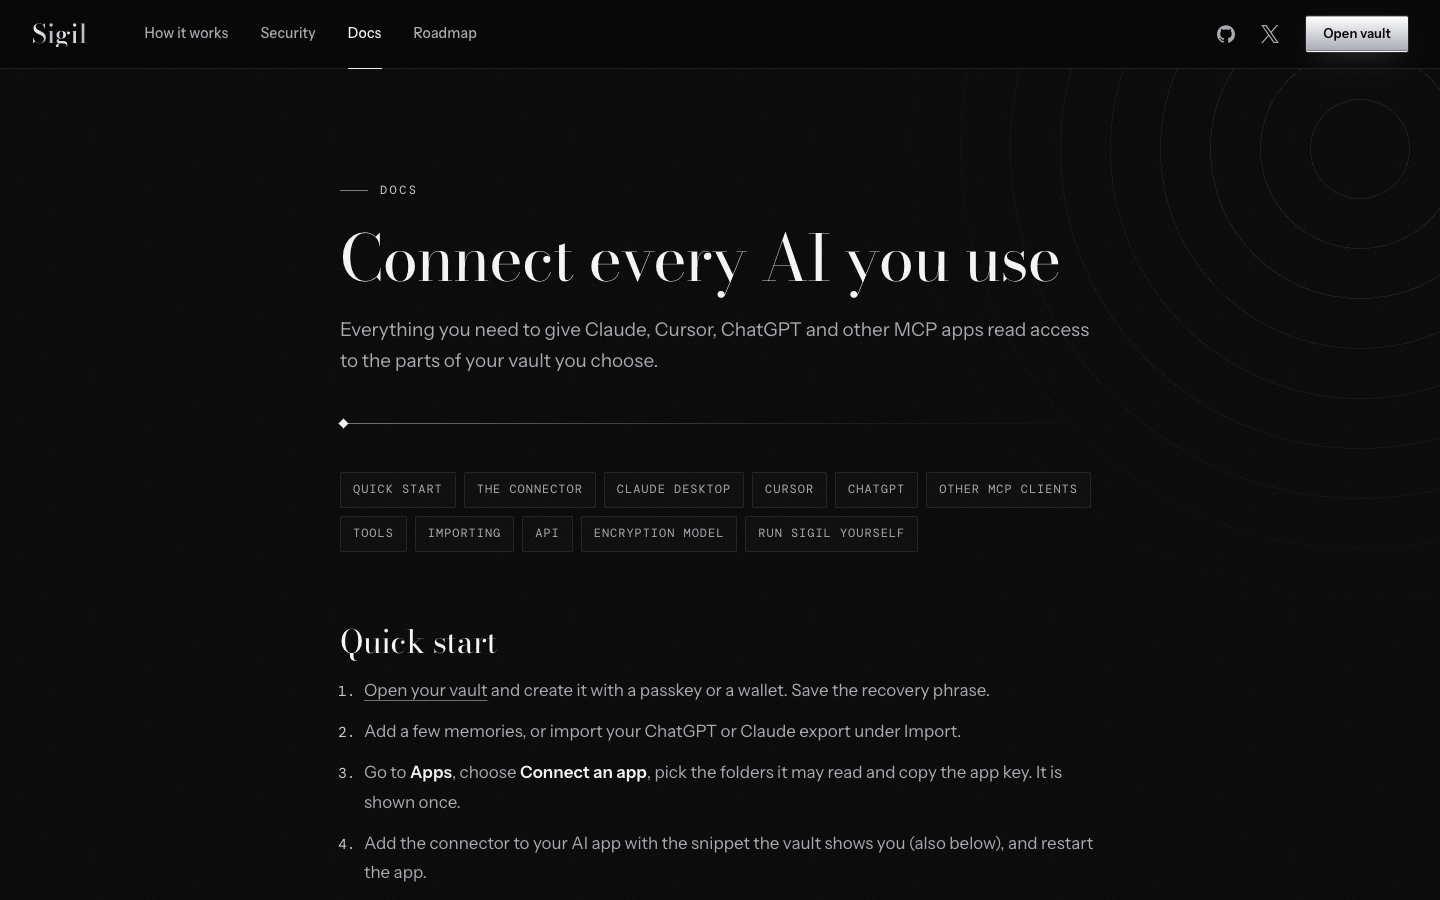 Sigil
How it works
Security
Docs
Roadmap
Open vault
DOCS
Connect every AI you use
Everything you need to give Claude, Cursor, ChatGPT and other MCP apps read access
to the parts of your vault you choose.
QUICK START
THE CONNECTOR
CLAUDE DESKTOP
CURSOR
CHATGPT
OTHER MCP CLIENTS
TOOLS
IMPORTING
API
ENCRYPTION MODEL
RUN SIGIL YOURSELF
Quick start
1. Open your vault and create it with a passkey or a wallet. Save the recovery phrase.
2. Add a few memories, or import your ChatGPT or Claude export under Import.
3. Go to Apps, choose Connect an app, pick the folders it may read and copy the app key. It is
shown once.
4. Add the connector to your AI app with the snippet the vault shows you (also below), and restart
the app.